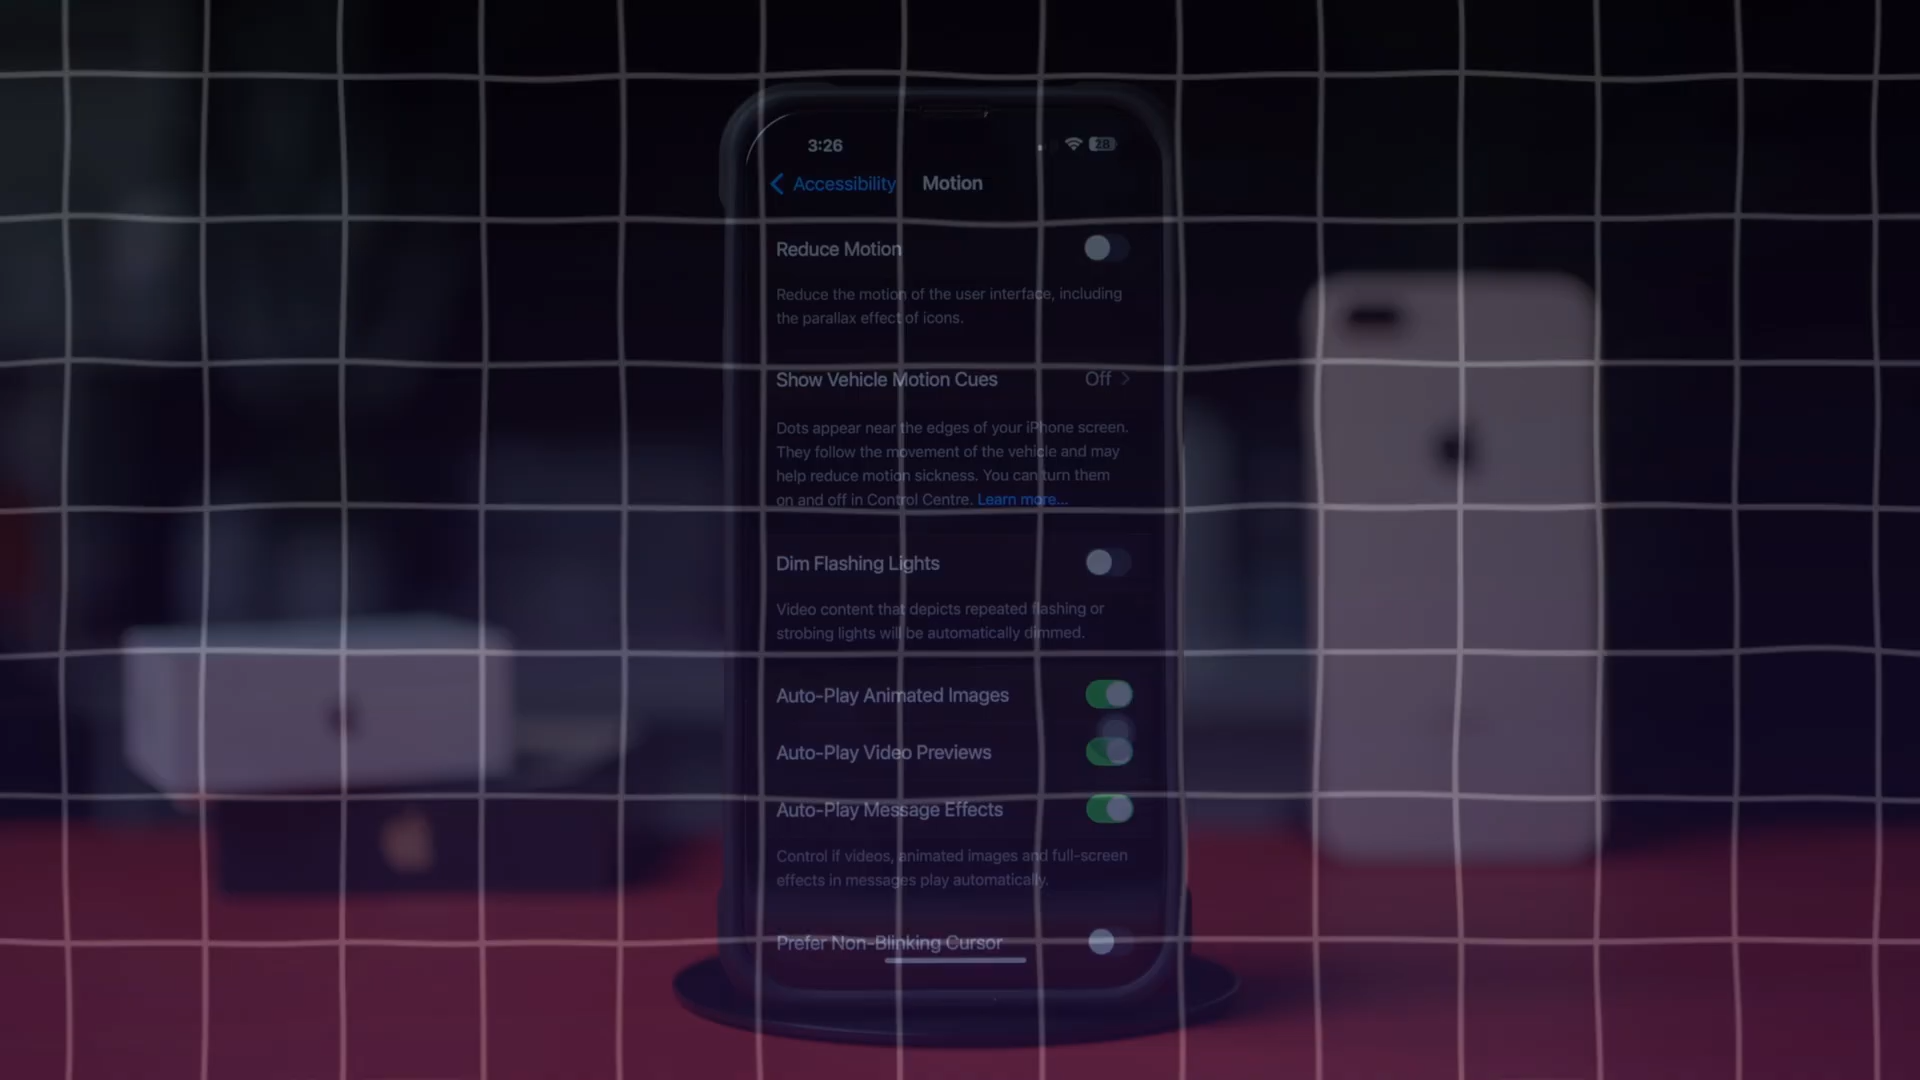 3:26
28
Accessibility
Motion
Reduce Motion
Reduce the motion of the user interface, including
the parallax effect of icons.
Show Vehicle Motion Cues
Off
Dots appear near the edges of your iPhone screen.
They follow the movement of the vehicle and may
help reduce motion sickness. You can turn them
on and off in Control Centre. Learn more...
Dim Flashing Lights
Video content that depicts repeated flashing or
strobing lights will be automatically dimmed.
Auto-Play Animated Images
Auto-Play Video Previews
Auto-Play Message Effects
Control if videos, animated images and full-screen
effects in messages play automatically.
Prefer Non-Blinking Cursor